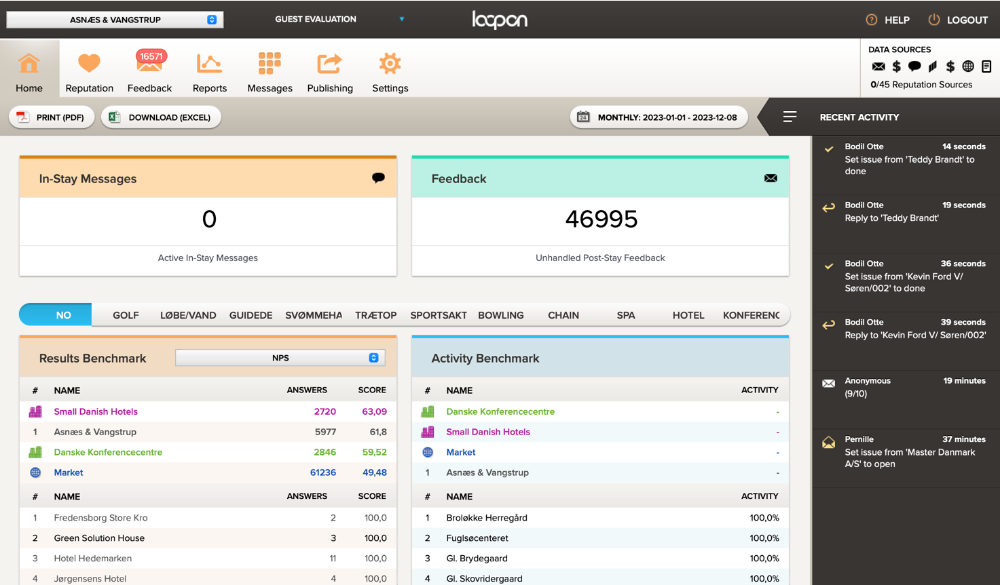 ASNÆS & VANGSTRUP
GUEST EVALUATION
loopon
HELP
LOGOUT
Home
Reputation
16571
Feedback
Reports
Messages
Publishing
Settings
DATA SOURCES
0/45 Reputation Sources
PRINT (PDF)
DOWNLOAD (EXCEL)
24
MONTHLY: 2023-01-01 - 2023-12-08
RECENT ACTIVITY
In-Stay Messages
0
Active In-Stay Messages
Feedback
46995
Unhandled Post-Stay Feedback
NO GOLF LØBE/VAND GUIDEDE SVØMMEHA TRÆTOP SPORTSAKT BOWLING CHAIN SPA HOTEL KONFERENC
Results Benchmark
NPS
# NAME ANSWERS SCORE
Small Danish Hotels 2720 63,09
1 Asnæs & Vangstrup 5977 61,8
Danske Konferencecentre 2846 59,52
Market 61236 49,48
# NAME ANSWERS SCORE
1 Fredensborg Store Kro 2 100,0
2 Green Solution House 3 100,0
3 Hotel Hedemarken 11 100,0
4 Jørgensens Hotel 4 100,0
Activity Benchmark
# NAME ACTIVITY
Danske Konferencecentre -
Small Danish Hotels -
Market -
1 Asnæs & Vangstrup -
# NAME ACTIVITY
1 Broløkke Herregård 100,0%
2 Fuglsøcenteret 100,0%
3 Gl. Brydegaard 100,0%
4 Gl. Skovridergaard 100,0%
Bodil Otte 14 seconds
Set issue from 'Teddy Brandt' to
done
Bodil Otte 19 seconds
Reply to 'Teddy Brandt'
Bodil Otte 36 seconds
Set issue from 'Kevin Ford V/
Søren/002' to done
Bodil Otte 39 seconds
Reply to 'Kevin Ford V/ Søren/002'
Anonymous 19 minutes
(9/10)
Pernille 37 minutes
Set issue from 'Master Danmark
A/S' to open